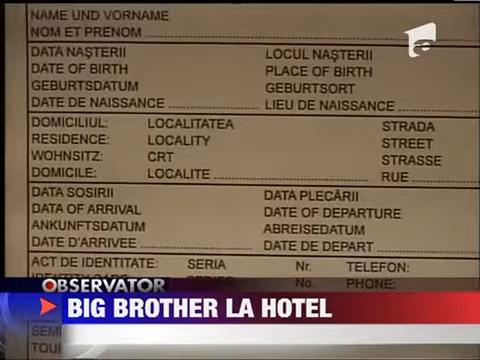 NAME UND VORNAME
NOM ET PRENOM
DATA NAŞTERII LOCUL NAŞTERII
DATE OF BIRTH PLACE OF BIRTH
GEBURTSDATUM GEBURTSORT
DATE DE NAISSANCE LIEU DE NAISSANCE
DOMICILIUL: LOCALITATEA STRADA
RESIDENCE: LOCALITY STREET
WOHNSITZ: CRT STRASSE
DOMICILE: LOCALITE RUE
DATA SOSIRII DATA PLECĂRII
DATA OF ARRIVAL DATE OF DEPARTURE
ANKUNFTSDATUM ABREISEDATUM
DATE D'ARRIVEE DATE DE DEPART
ACT DE IDENTITATE: SERIA Nr. TELEFON:
No. PHONE:
OBSERVATOR
BIG BROTHER LA HOTEL